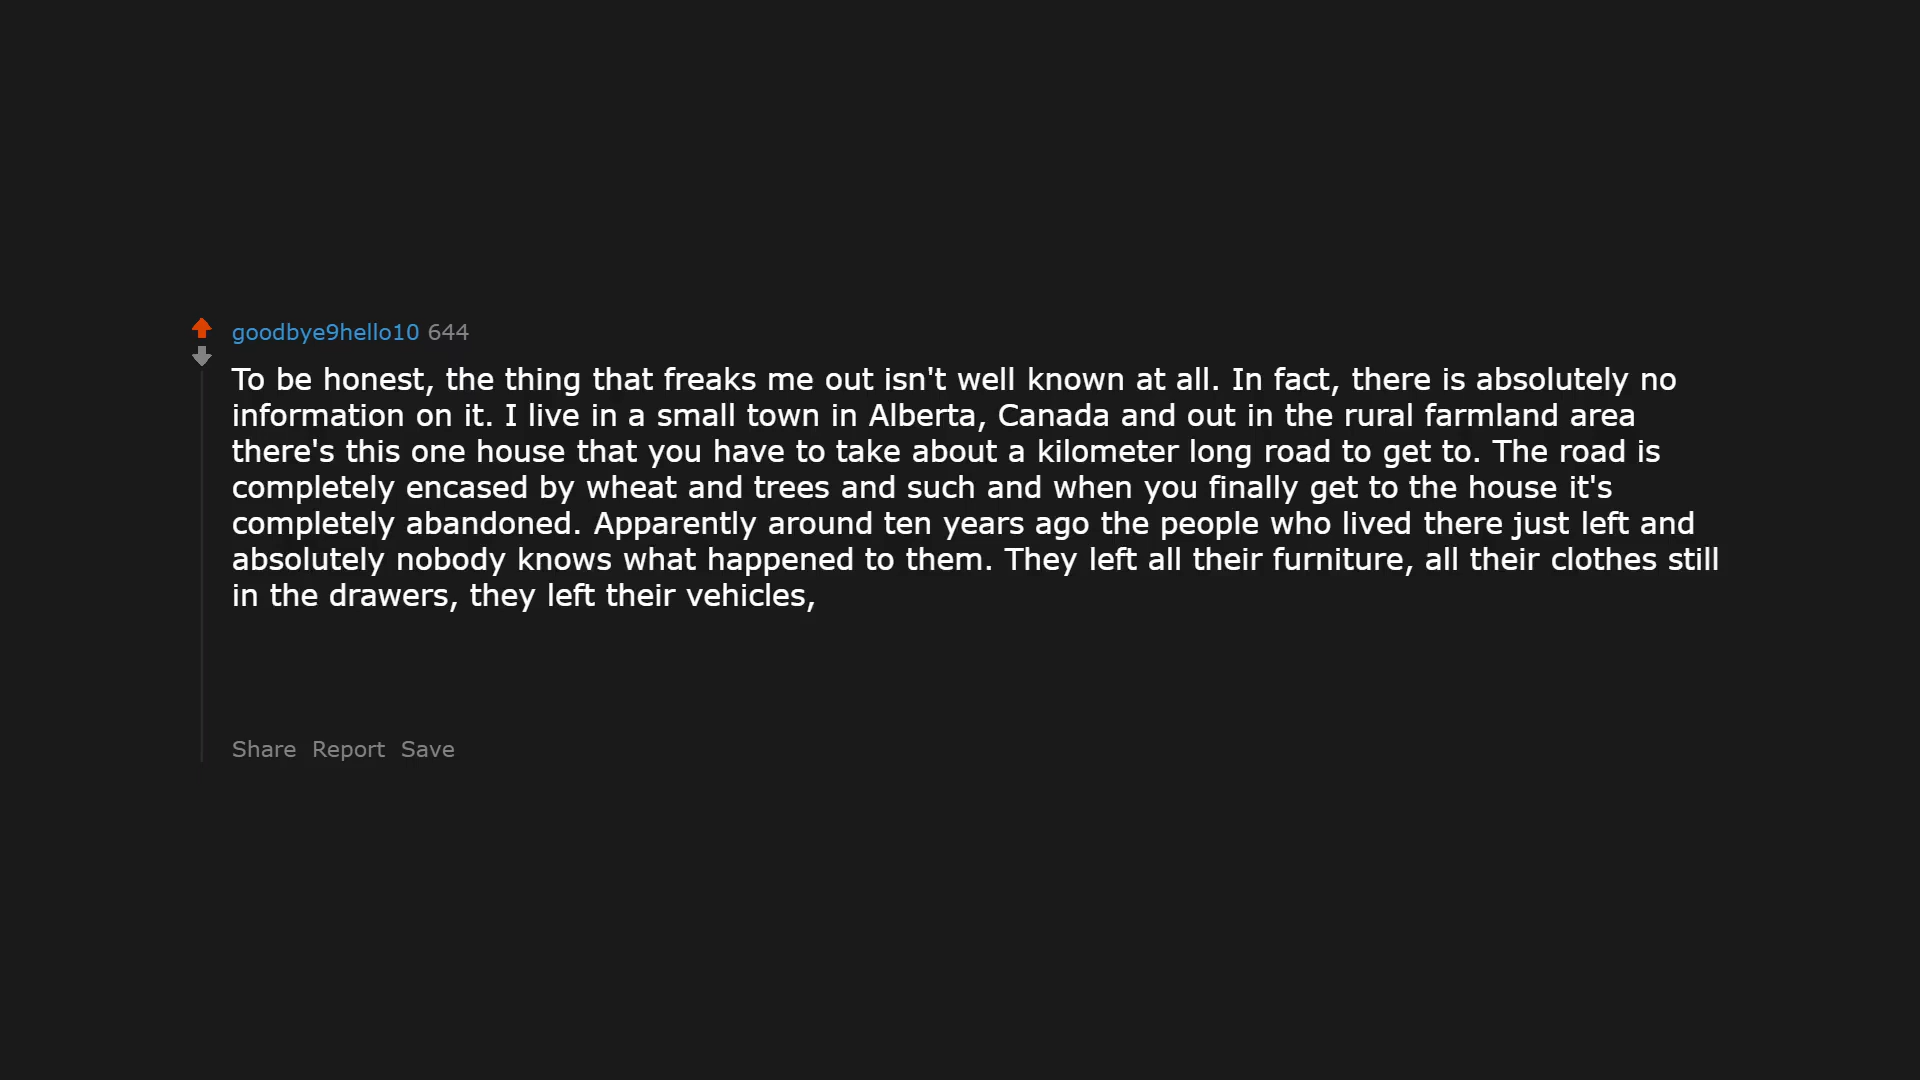 goodbye9hello10 644
To be honest, the thing that freaks me out isn't well known at all. In fact, there is absolutely no
information on it. I live in a small town in Alberta, Canada and out in the rural farmland area
there's this one house that you have to take about a kilometer long road to get to. The road is
completely encased by wheat and trees and such and when you finally get to the house it's
completely abandoned. Apparently around ten years ago the people who lived there just left and
absolutely nobody knows what happened to them. They left all their furniture, all their clothes still
in the drawers, they left their vehicles,
Share Report Save